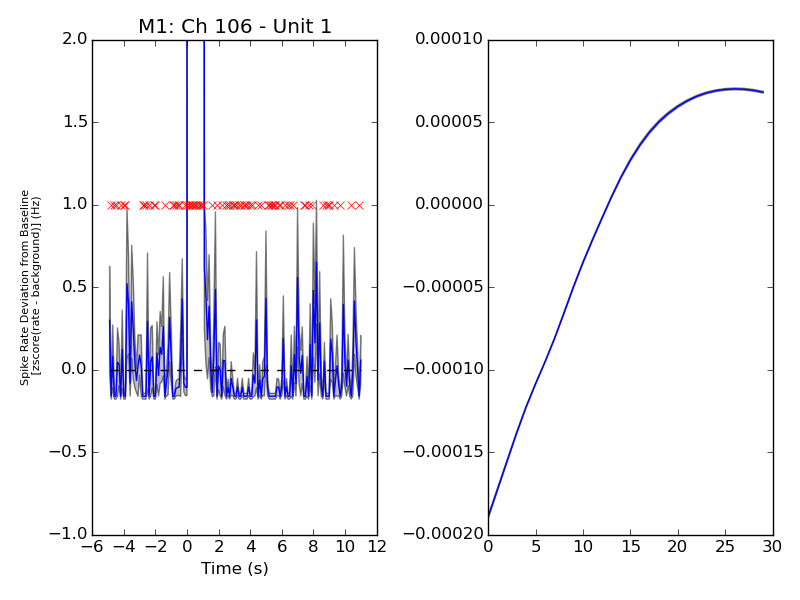 M1: Ch 106 - Unit 1
2.0
1.5
1.0
0.5
0.0
−0.5
−1.0
Spike Rate Deviation from Baseline
[zscore(rate - background)] (Hz)
−6 −4 −2 0 2 4 6 8 10 12
Time (s)
0.00010
0.00005
0.00000
−0.00005
−0.00010
−0.00015
−0.00020
0 5 10 15 20 25 30